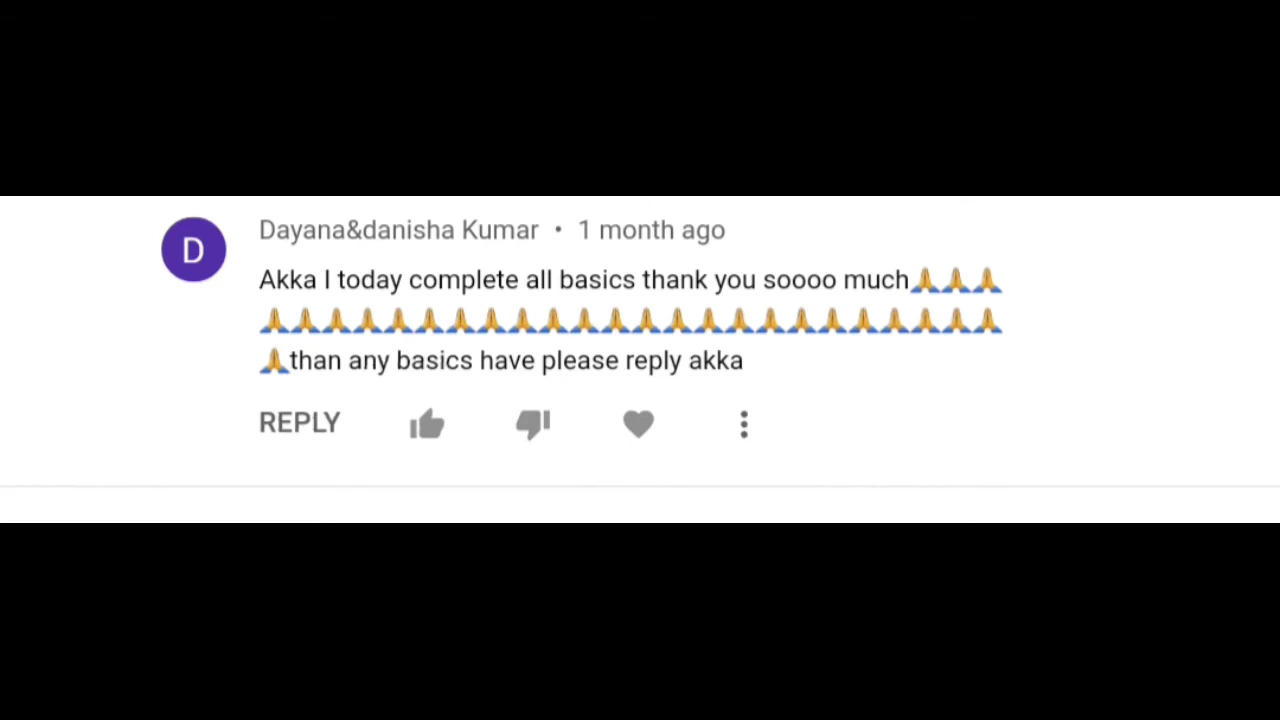 D
Dayana&danisha Kumar • 1 month ago
Akka I today complete all basics thank you soooo much🙏🙏🙏
🙏🙏🙏🙏🙏🙏🙏🙏🙏🙏🙏🙏🙏🙏🙏🙏🙏🙏🙏🙏🙏🙏🙏🙏
🙏than any basics have please reply akka
REPLY